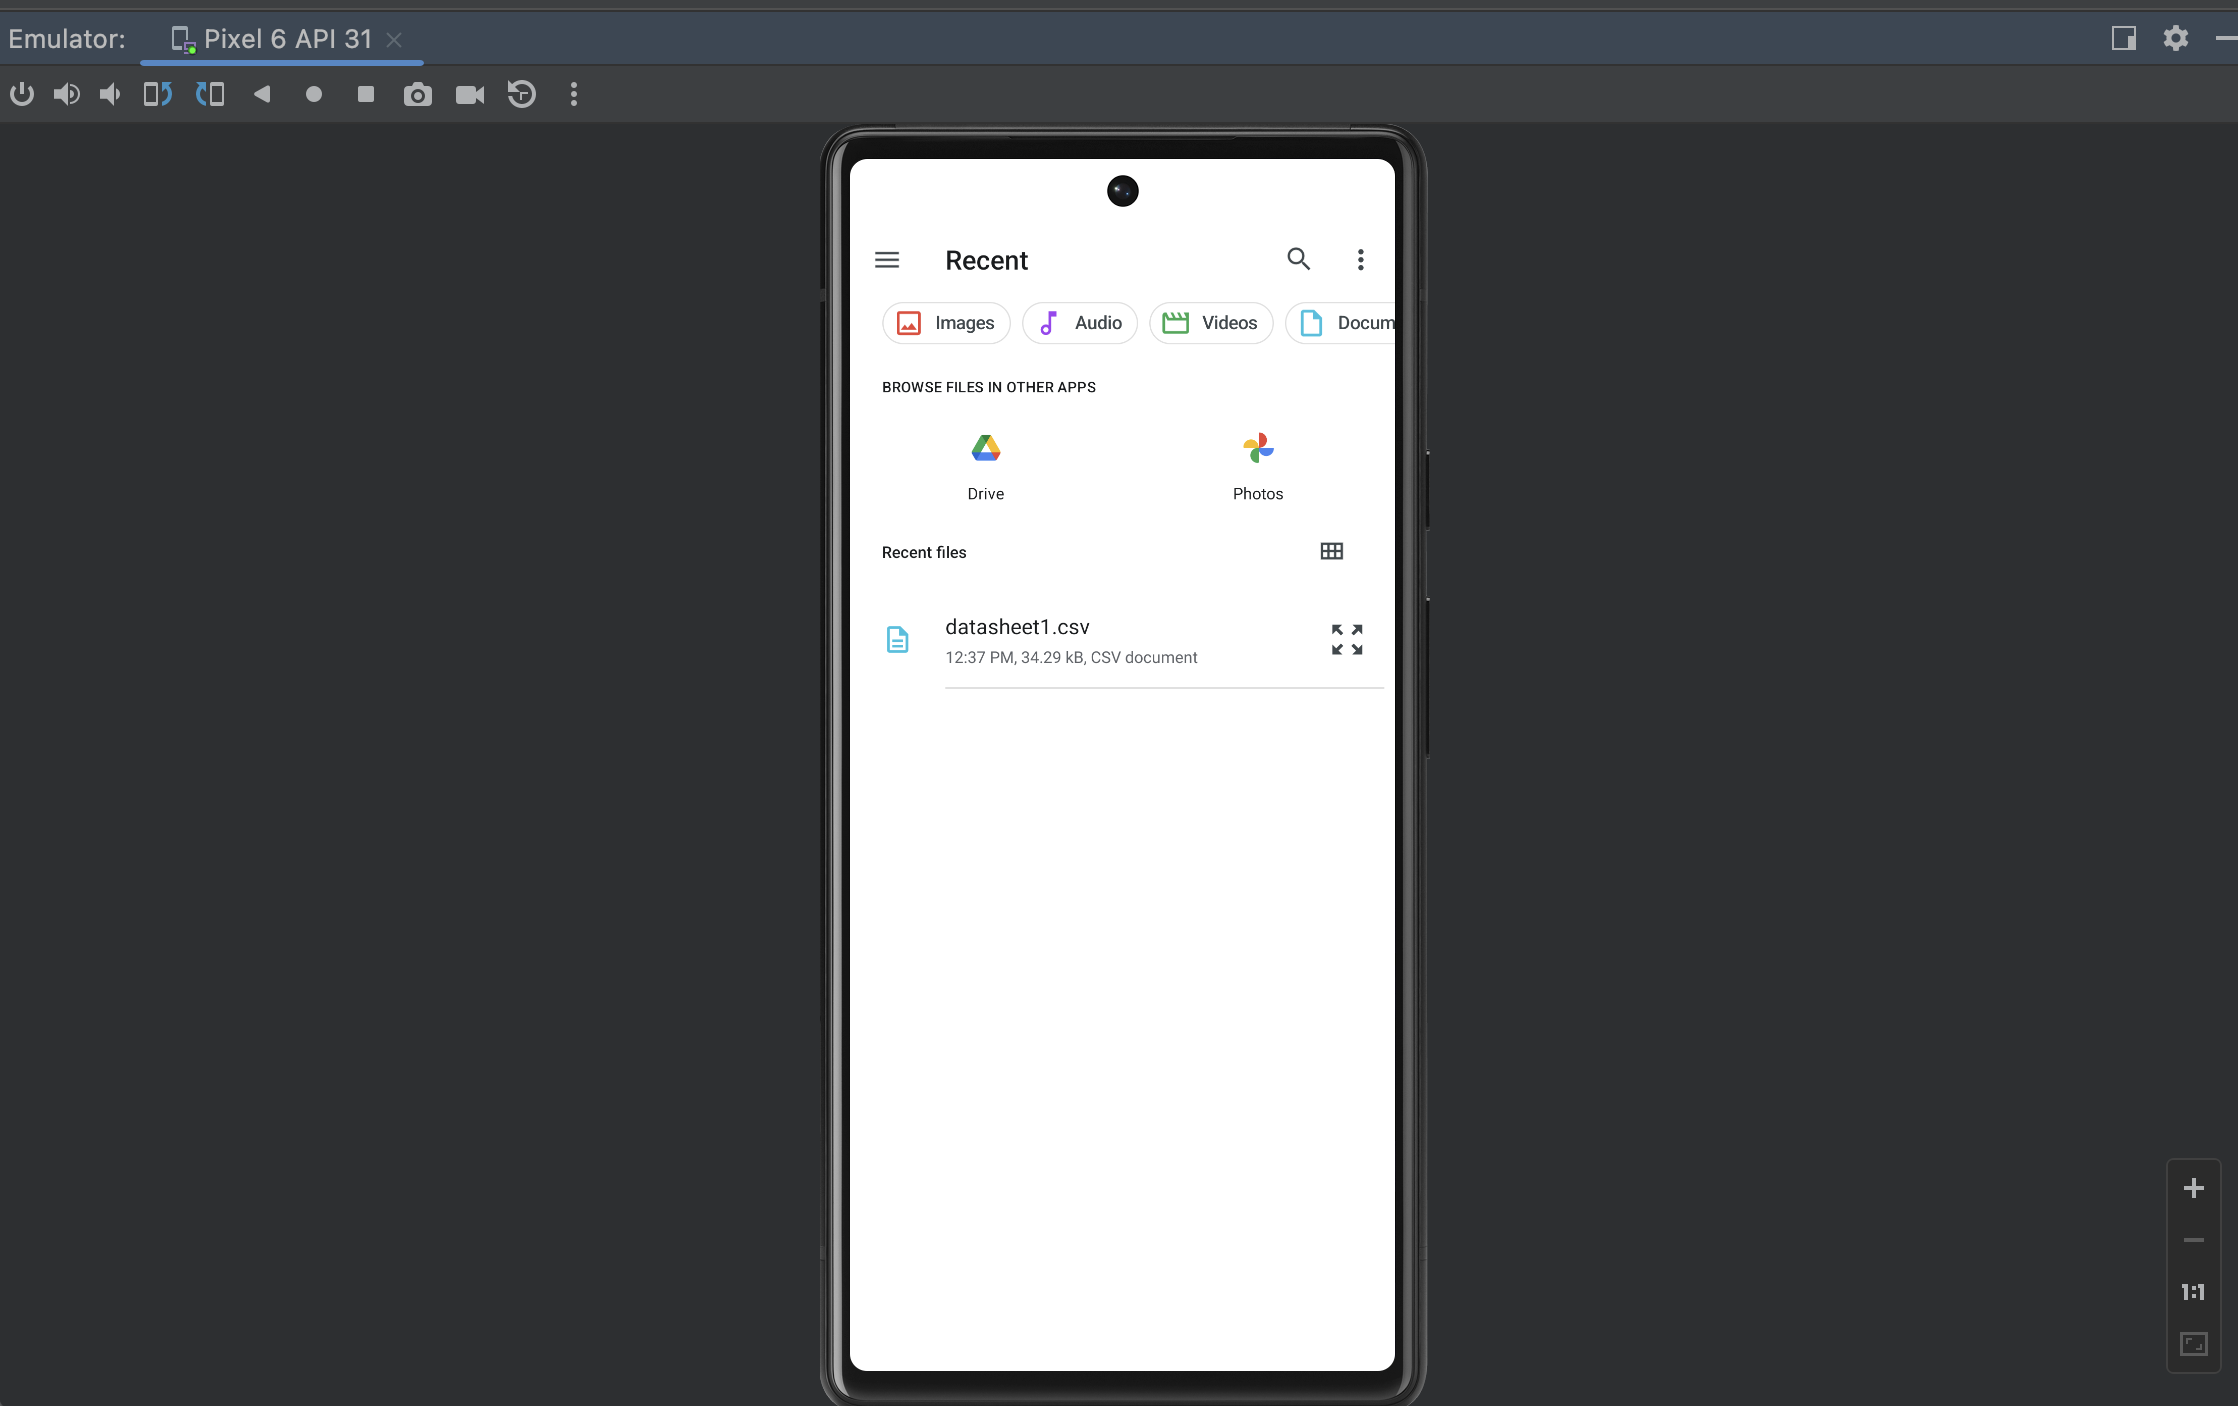 Emulator: Pixel 6 API 31
Recent
Images Audio Videos Docum
BROWSE FILES IN OTHER APPS
Drive Photos
Recent files
datasheet1.csv
12:37 PM, 34.29 kB, CSV document
1:1